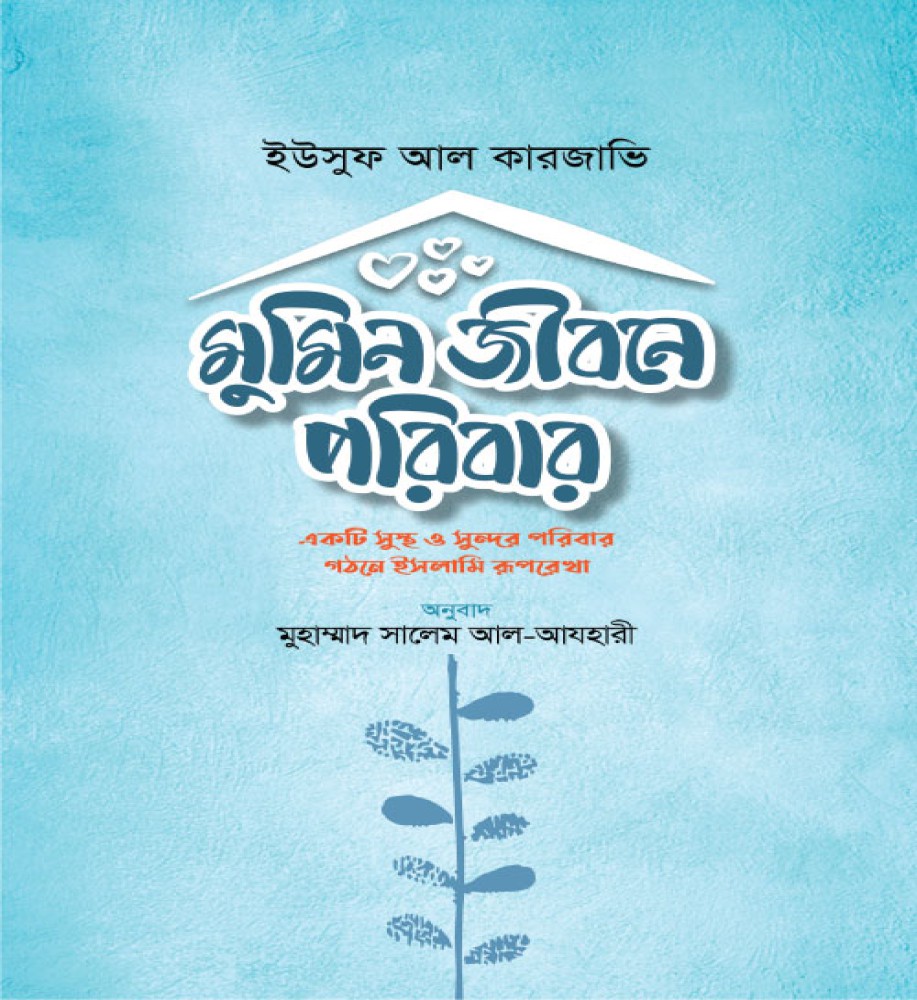 ইউসুফ আল কারজাভি
মুমিন জীবনে
পরিবার
একটি সুস্থ ও সুন্দর পরিবার
গঠনে ইসলামি রূপরেখা
অনুবাদ
মুহাম্মাদ সালেম আল-আযহারী